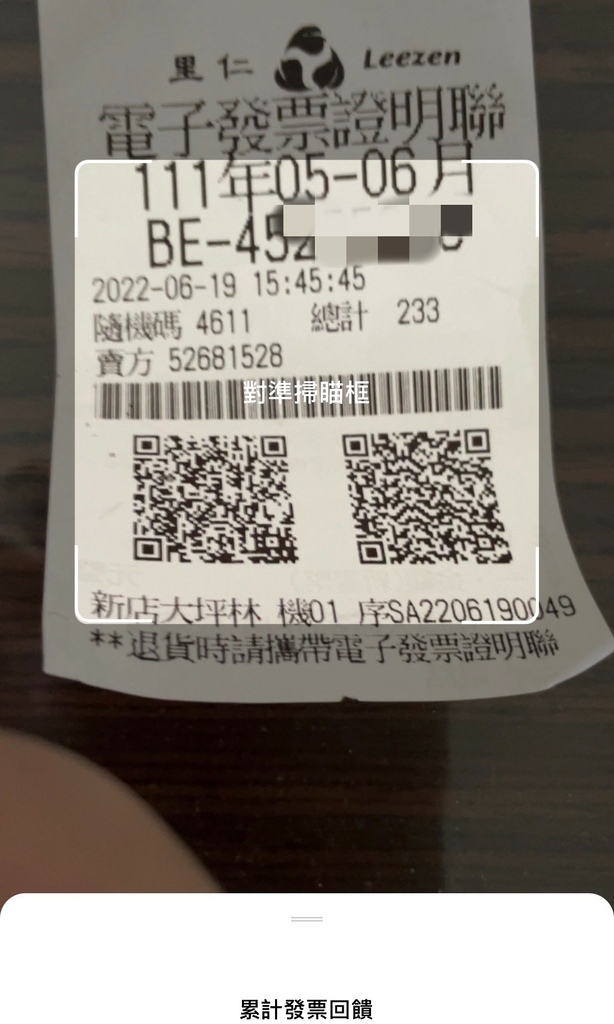 里仁 Leezen
電子發票證明聯
111年05-06月
BE-452
2022-06-19 15:45:45
隨機碼 4611 總計 233
賣方 52681528
對準掃瞄框
新店大坪林 機01 序SA2206190049
**退貨時請攜帶電子發票證明聯
累計發票回饋